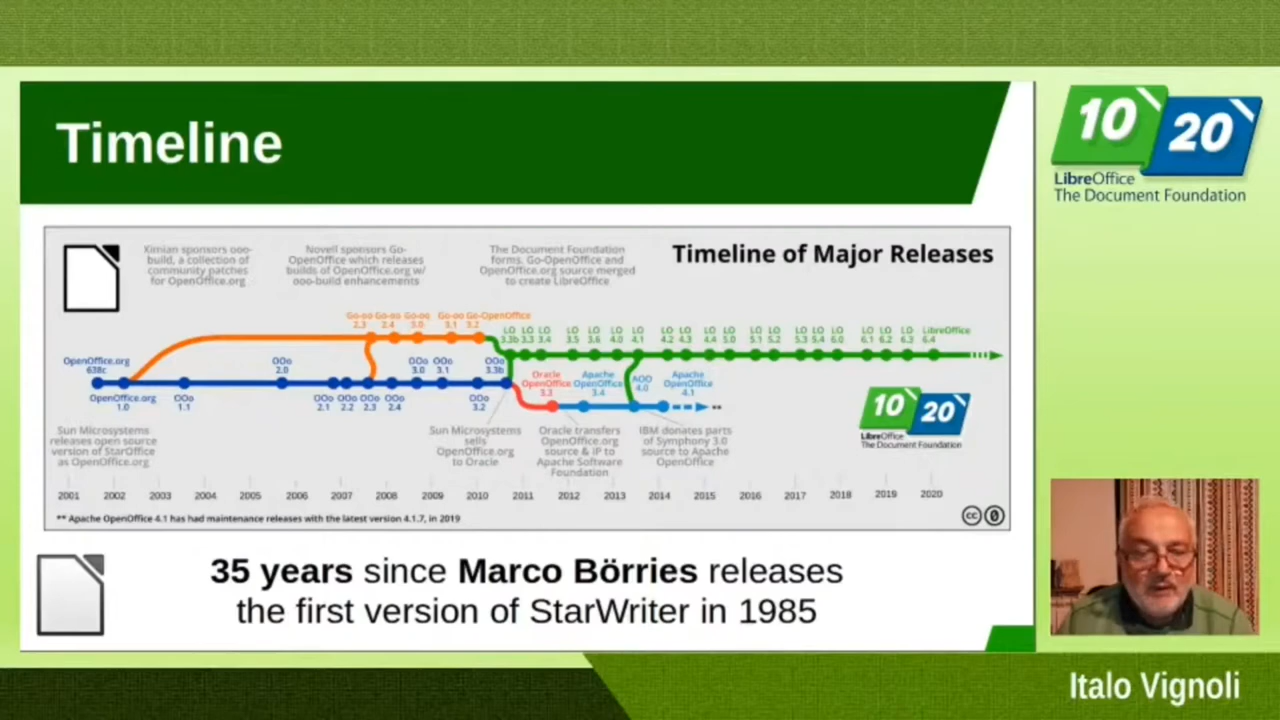 Timeline
10 20
LibreOffice
The Document Foundation
Ximian sponsors ooo-
build, a collection of
community patches
for OpenOffice.org
Novell sponsors Go-
OpenOffice which releases
builds of OpenOffice.org w/
ooo-build enhancements
The Document Foundation
forms. Go-OpenOffice and
OpenOffice.org source merged
to create LibreOffice
Timeline of Major Releases
Go-oo Go-oo Go-oo Go-oo Go-OpenOffice
2.3 2.4 3.0 3.1 3.2
LO LO LO LO LO LO LO LO LO LO LO LO LO LO LO LO LO LO LO LibreOffice
3.3b 3.3 3.4 3.5 3.6 4.0 4.1 4.2 4.3 4.4 5.0 5.1 5.2 5.3 5.4 6.0 6.1 6.2 6.3 6.4
OpenOffice.org
638c
OOo
2.0
OOo
3.0
OOo
3.1
OOo
3.3b
Oracle
OpenOffice
3.3
Apache
OpenOffice
3.4
AOO
4.0
Apache
OpenOffice
4.1
OpenOffice.org
1.0
OOo
1.1
OOo
2.1
OOo
2.2
OOo
2.3
OOo
2.4
OOo
3.2
10 20
LibreOffice
The Document Foundation
Sun Microsystems
releases open source
version of StarOffice
as OpenOffice.org
Sun Microsystems
sells
OpenOffice.org
to Oracle
Oracle transfers
OpenOffice.org
source & IP to
Apache Software
Foundation
IBM donates parts
of Symphony 3.0
source to Apache
OpenOffice
2001 2002 2003 2004 2005 2006 2007 2008 2009 2010 2011 2012 2013 2014 2015 2016 2017 2018 2019 2020
** Apache OpenOffice 4.1 has had maintenance releases with the latest version 4.1.7, in 2019
cc 0
35 years since Marco Börries releases
the first version of StarWriter in 1985
Italo Vignoli